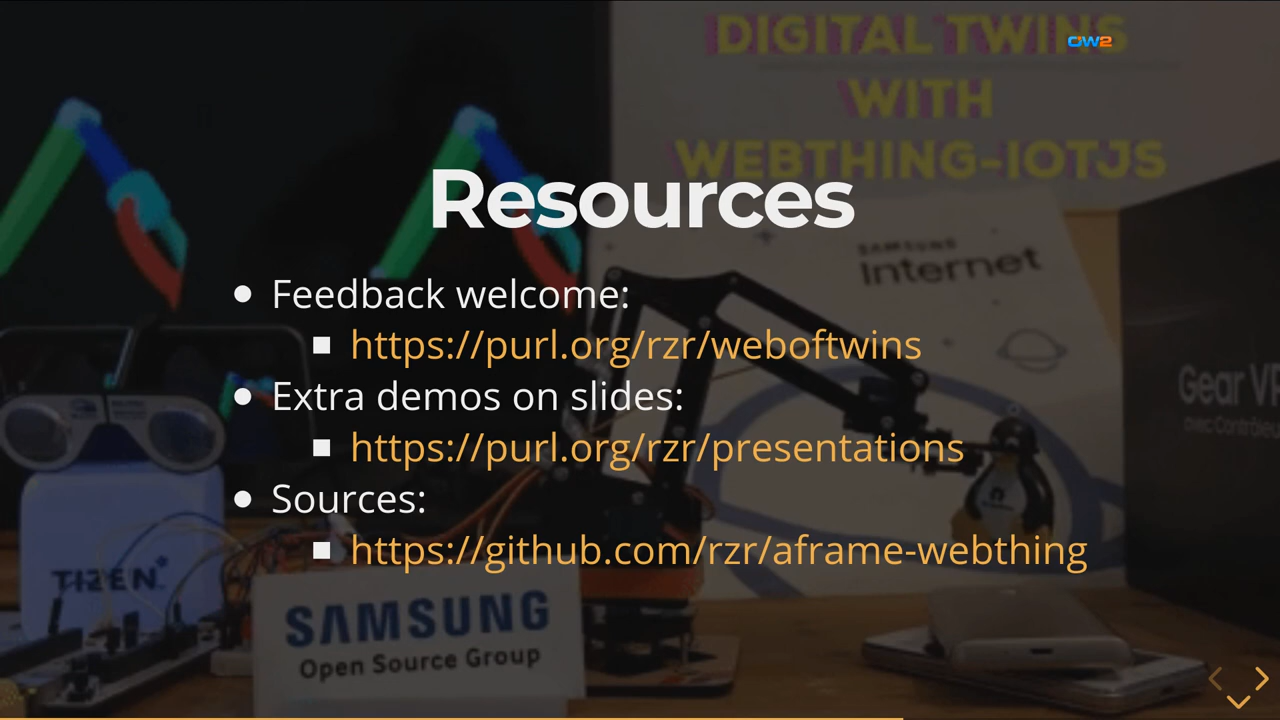 DIGITAL TWINS
OW2
WITH
WEBTHING-IOTJS
Resources
SAMSUNG
Internet
Feedback welcome:
https://purl.org/rzr/weboftwins
Extra demos on slides:
Gear VR
https://purl.org/rzr/presentations
Sources:
https://github.com/rzr/aframe-webthing
TIZEN
SAMSUNG
Open Source Group